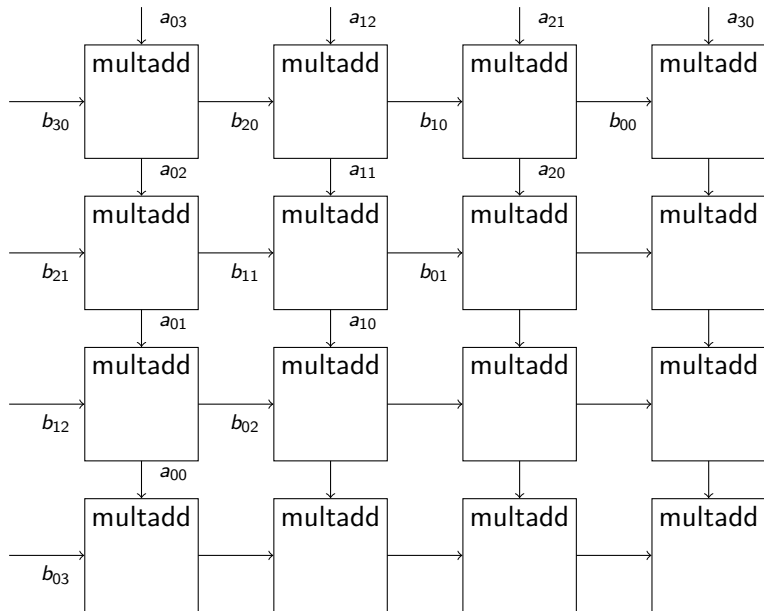 a₀₃ a₁₂ a₂₁ a₃₀
multadd multadd multadd multadd
b₃₀ b₂₀ b₁₀ b₀₀
a₀₂ a₁₁ a₂₀
multadd multadd multadd multadd
b₂₁ b₁₁ b₀₁
a₀₁ a₁₀
multadd multadd multadd multadd
b₁₂ b₀₂
a₀₀
multadd multadd multadd multadd
b₀₃